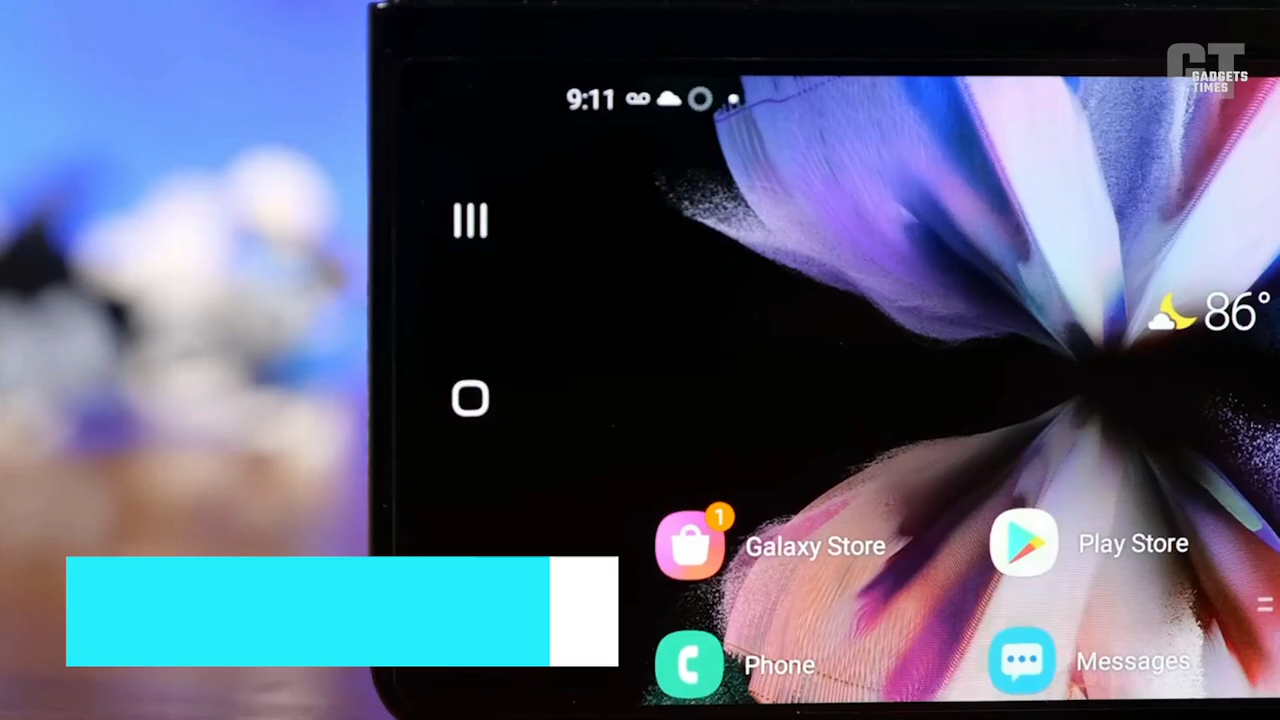 GT
GADGETS
TIMES
9:11
86°
1
Galaxy Store
Play Store
Phone
Messages